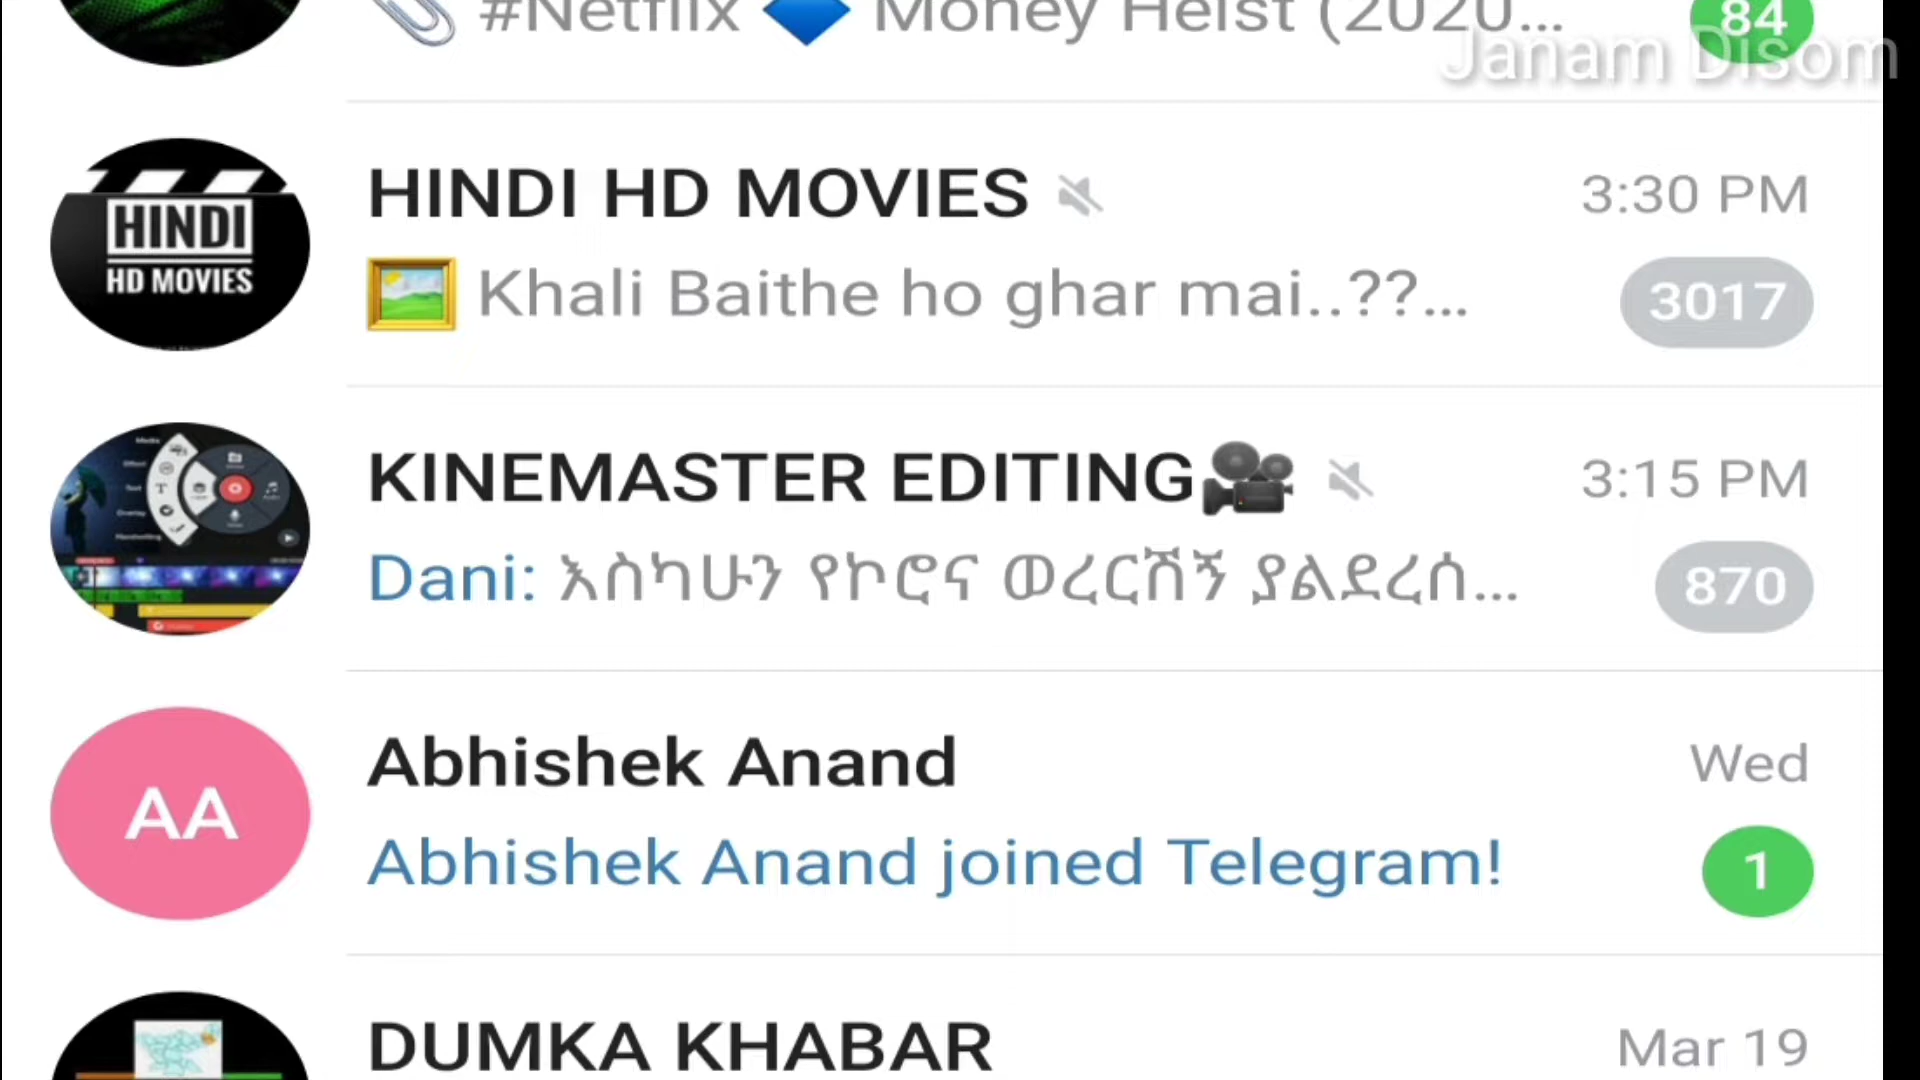 #Netflix 🔷 Money Heist (2020...
84
Janam Disom
HINDI HD MOVIES
3:30 PM
HINDI
HD MOVIES
Khali Baithe ho ghar mai..??...
3017
KINEMASTER EDITING
3:15 PM
Dani: እስካሁን የኮሮና ወረርሽኝ ያልደረሰ...
870
Abhishek Anand
Wed
AA
Abhishek Anand joined Telegram!
1
DUMKA KHABAR
Mar 19